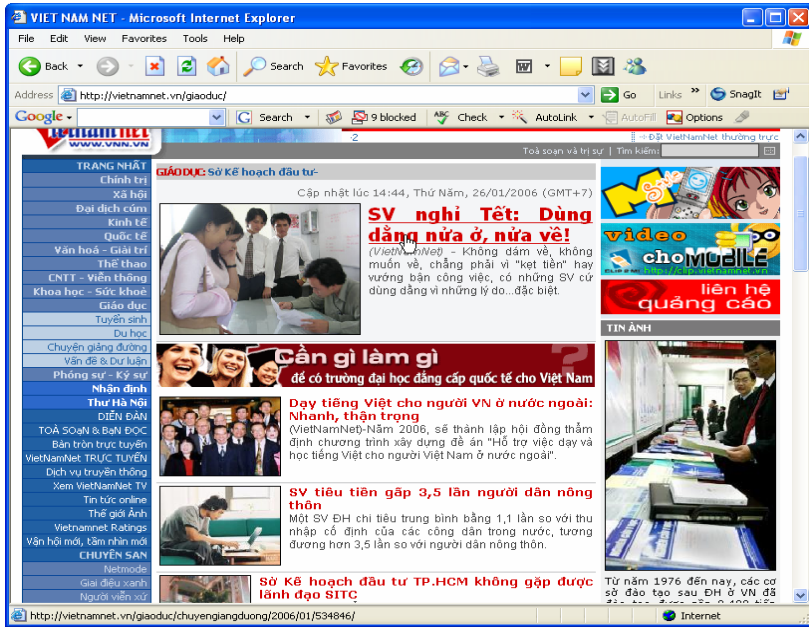 VIET NAM NET - Microsoft Internet Explorer
File Edit View Favorites Tools Help
Back Search Favorites
Address http://vietnamnet.vn/giaoduc/ Go Links » SnagIt
Google Search 9 blocked Check AutoLink AutoFill Options
WWW.VNN.VN
-2
Đặt VietNamNet thường trực
Toà soạn và trị sự | Tìm kiếm:
TRANG NHẤT
Chính trị
Xã hội
Đại dịch cúm
Kinh tế
Quốc tế
Văn hoá - Giải trí
Thể thao
CNTT - Viễn thông
Khoa học - Sức khoẻ
Giáo dục
Tuyển sinh
Du học
Chuyện giảng đường
Vấn đề & Dư luận
Phóng sự - Ký sự
Nhận định
Thư Hà Nội
DIỄN ĐÀN
TOÀ SOẠN & BẠN ĐỌC
Bàn tròn trực tuyến
VietNamNet TRỰC TUYẾN
Dịch vụ truyền thông
Xem VietNamNet TV
Tin tức online
Thế giới Ảnh
Vietnamnet Ratings
Vận hội mới, tầm nhìn mới
CHUYÊN SAN
Netmode
Giai điệu xanh
Người viễn xứ
GIÁO DỤC: Sở Kế hoạch đầu tư-
Cập nhật lúc 14:44, Thứ Năm, 26/01/2006 (GMT+7)
SV nghỉ Tết: Dùng
dằng nửa ở, nửa về!
(VietNamNet) - Không dám về, không
muốn về, chẳng phải vì "kẹt tiền" hay
vướng bận công việc, có những SV cứ
dùng dằng vì những lý do...đặc biệt.
Cần gì làm gì
để có trường đại học đẳng cấp quốc tế cho Việt Nam
?
Dạy tiếng Việt cho người VN ở nước ngoài:
Nhanh, thận trọng
(VietNamNet)-Năm 2006, sẽ thành lập hội đồng thẩm
định chương trình xây dựng đề án "Hỗ trợ việc dạy và
học tiếng Việt cho người Việt Nam ở nước ngoài".
SV tiêu tiền gấp 3,5 lần người dân nông
thôn
Một SV ĐH chi tiêu trung bình bằng 1,1 lần so với thu
nhập cố định của các công dân trong nước, tương
đương hơn 3,5 lần so với người dân nông thôn.
Sở Kế hoạch đầu tư TP.HCM không gặp được
lãnh đạo SITC
video
cho MOBILE
CLIP 2 MI http://clip.vietnamnet.vn
liên hệ
quảng cáo
TIN ẢNH
Từ năm 1976 đến nay, các cơ
sở đào tạo sau ĐH ở VN đã
http://vietnamnet.vn/giaoduc/chuyengiangduong/2006/01/534846/ Internet